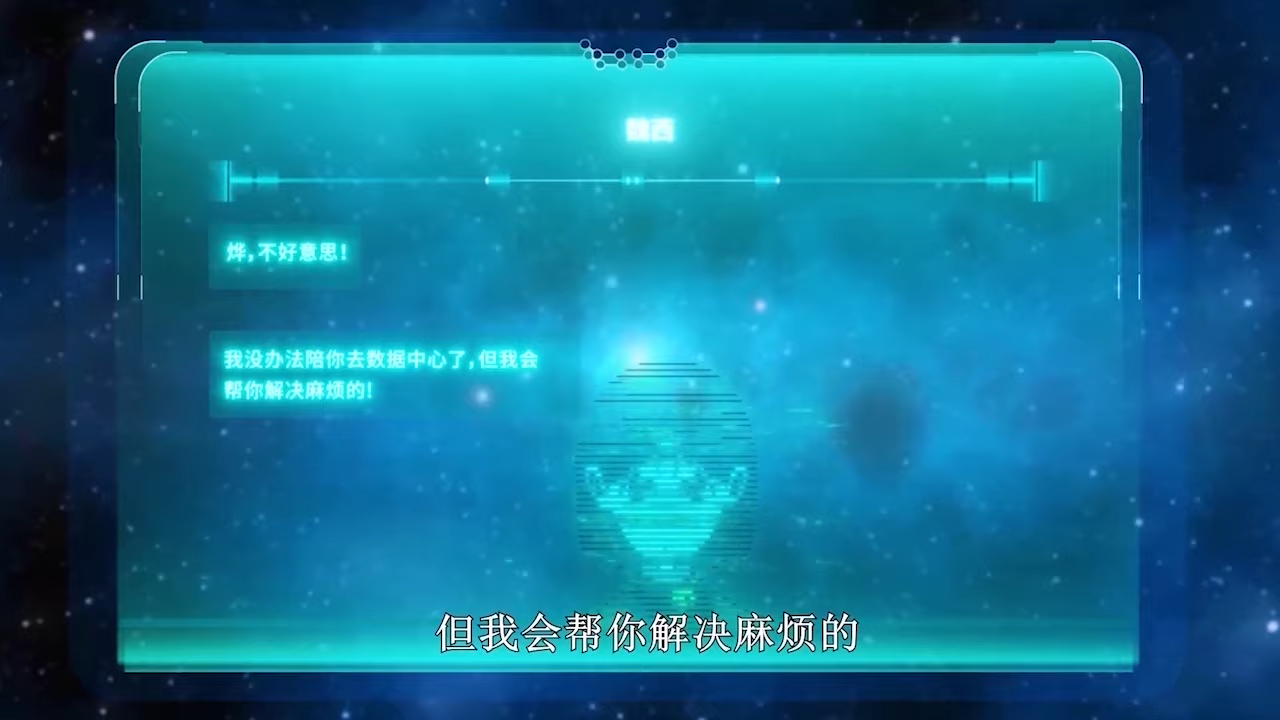 魏西
烨,不好意思!
我没办法陪你去数据中心了,但我会
帮你解决麻烦的!
但我会帮你解决麻烦的